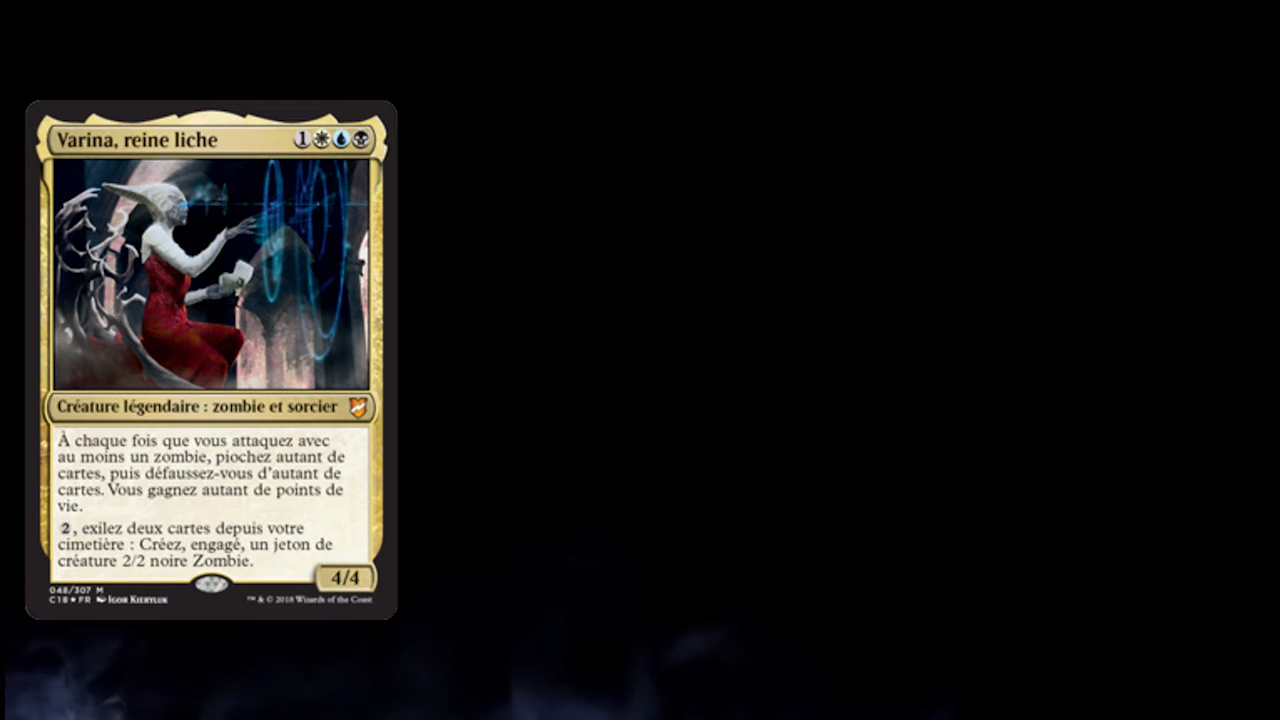 Varina, reine liche 1
Créature légendaire : zombie et sorcier
À chaque fois que vous attaquez avec
au moins un zombie, piochez autant de
cartes, puis défaussez-vous d'autant de
cartes. Vous gagnez autant de points de
vie.
2, exilez deux cartes depuis votre
cimetière : Créez, engagé, un jeton de
créature 2/2 noire Zombie.
4/4
048/307 M
C18★FR Igor Kieryluk
™ & © 2018 Wizards of the Coast